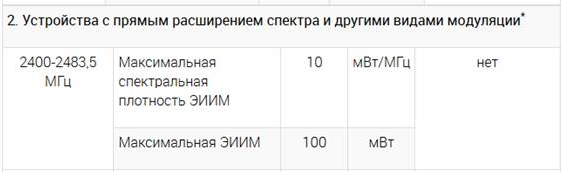 2. Устройства с прямым расширением спектра и другими видами модуляции*
2400-2483,5 Максимальная 10 мВт/МГц нет
МГц спектральная
плотность ЭИИМ
Максимальная ЭИИМ 100 мВт